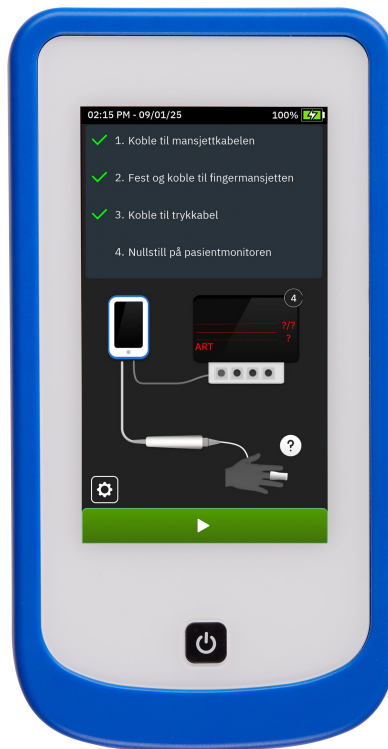 02:15 PM - 09/01/25 100%
1. Koble til mansjettkabelen
2. Fest og koble til fingermansjetten
3. Koble til trykkabel
4. Nullstill på pasientmonitoren
4
?/?
?
ART
?